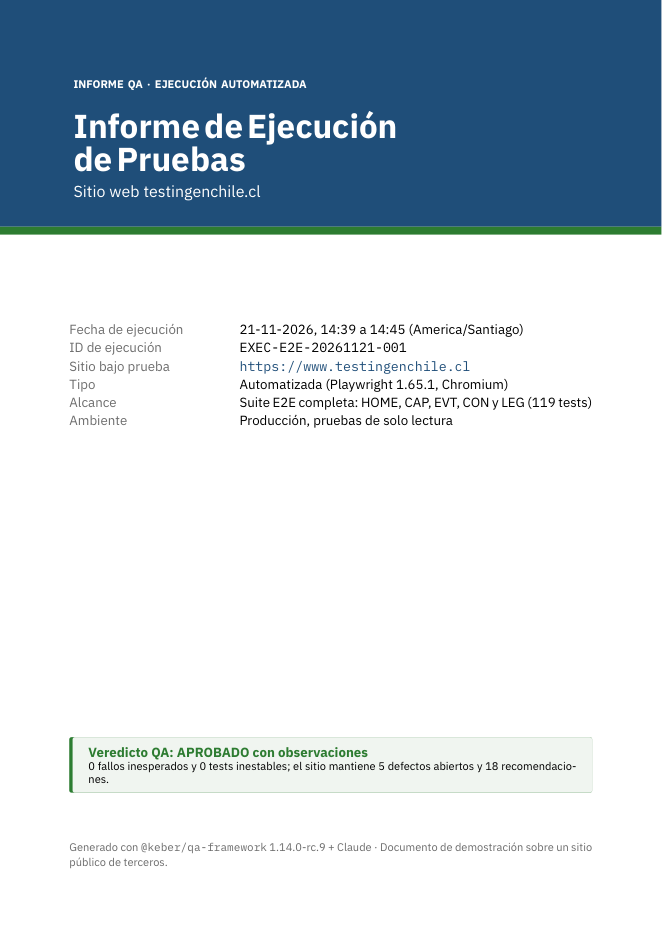 INFORME QA · EJECUCIÓN AUTOMATIZADA
Informe de Ejecución
de Pruebas
Sitio web testingenchile.cl
Fecha de ejecución 21-11-2026, 14:39 a 14:45 (America/Santiago)
ID de ejecución EXEC-E2E-20261121-001
Sitio bajo prueba https://www.testingenchile.cl
Tipo Automatizada (Playwright 1.65.1, Chromium)
Alcance Suite E2E completa: HOME, CAP, EVT, CON y LEG (119 tests)
Ambiente Producción, pruebas de solo lectura
Veredicto QA: APROBADO con observaciones
0 fallos inesperados y 0 tests inestables; el sitio mantiene 5 defectos abiertos y 18 recomendacio-
nes.
Generado con @keber/qa-framework 1.14.0-rc.9 + Claude · Documento de demostración sobre un sitio
público de terceros.